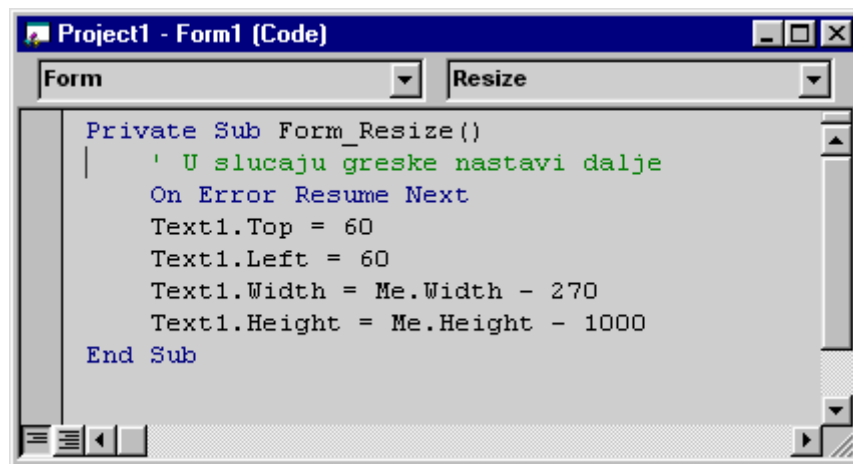 Project1 - Form1 (Code)
Form Resize
Private Sub Form_Resize()
' U slucaju greske nastavi dalje
On Error Resume Next
Text1.Top = 60
Text1.Left = 60
Text1.Width = Me.Width - 270
Text1.Height = Me.Height - 1000
End Sub